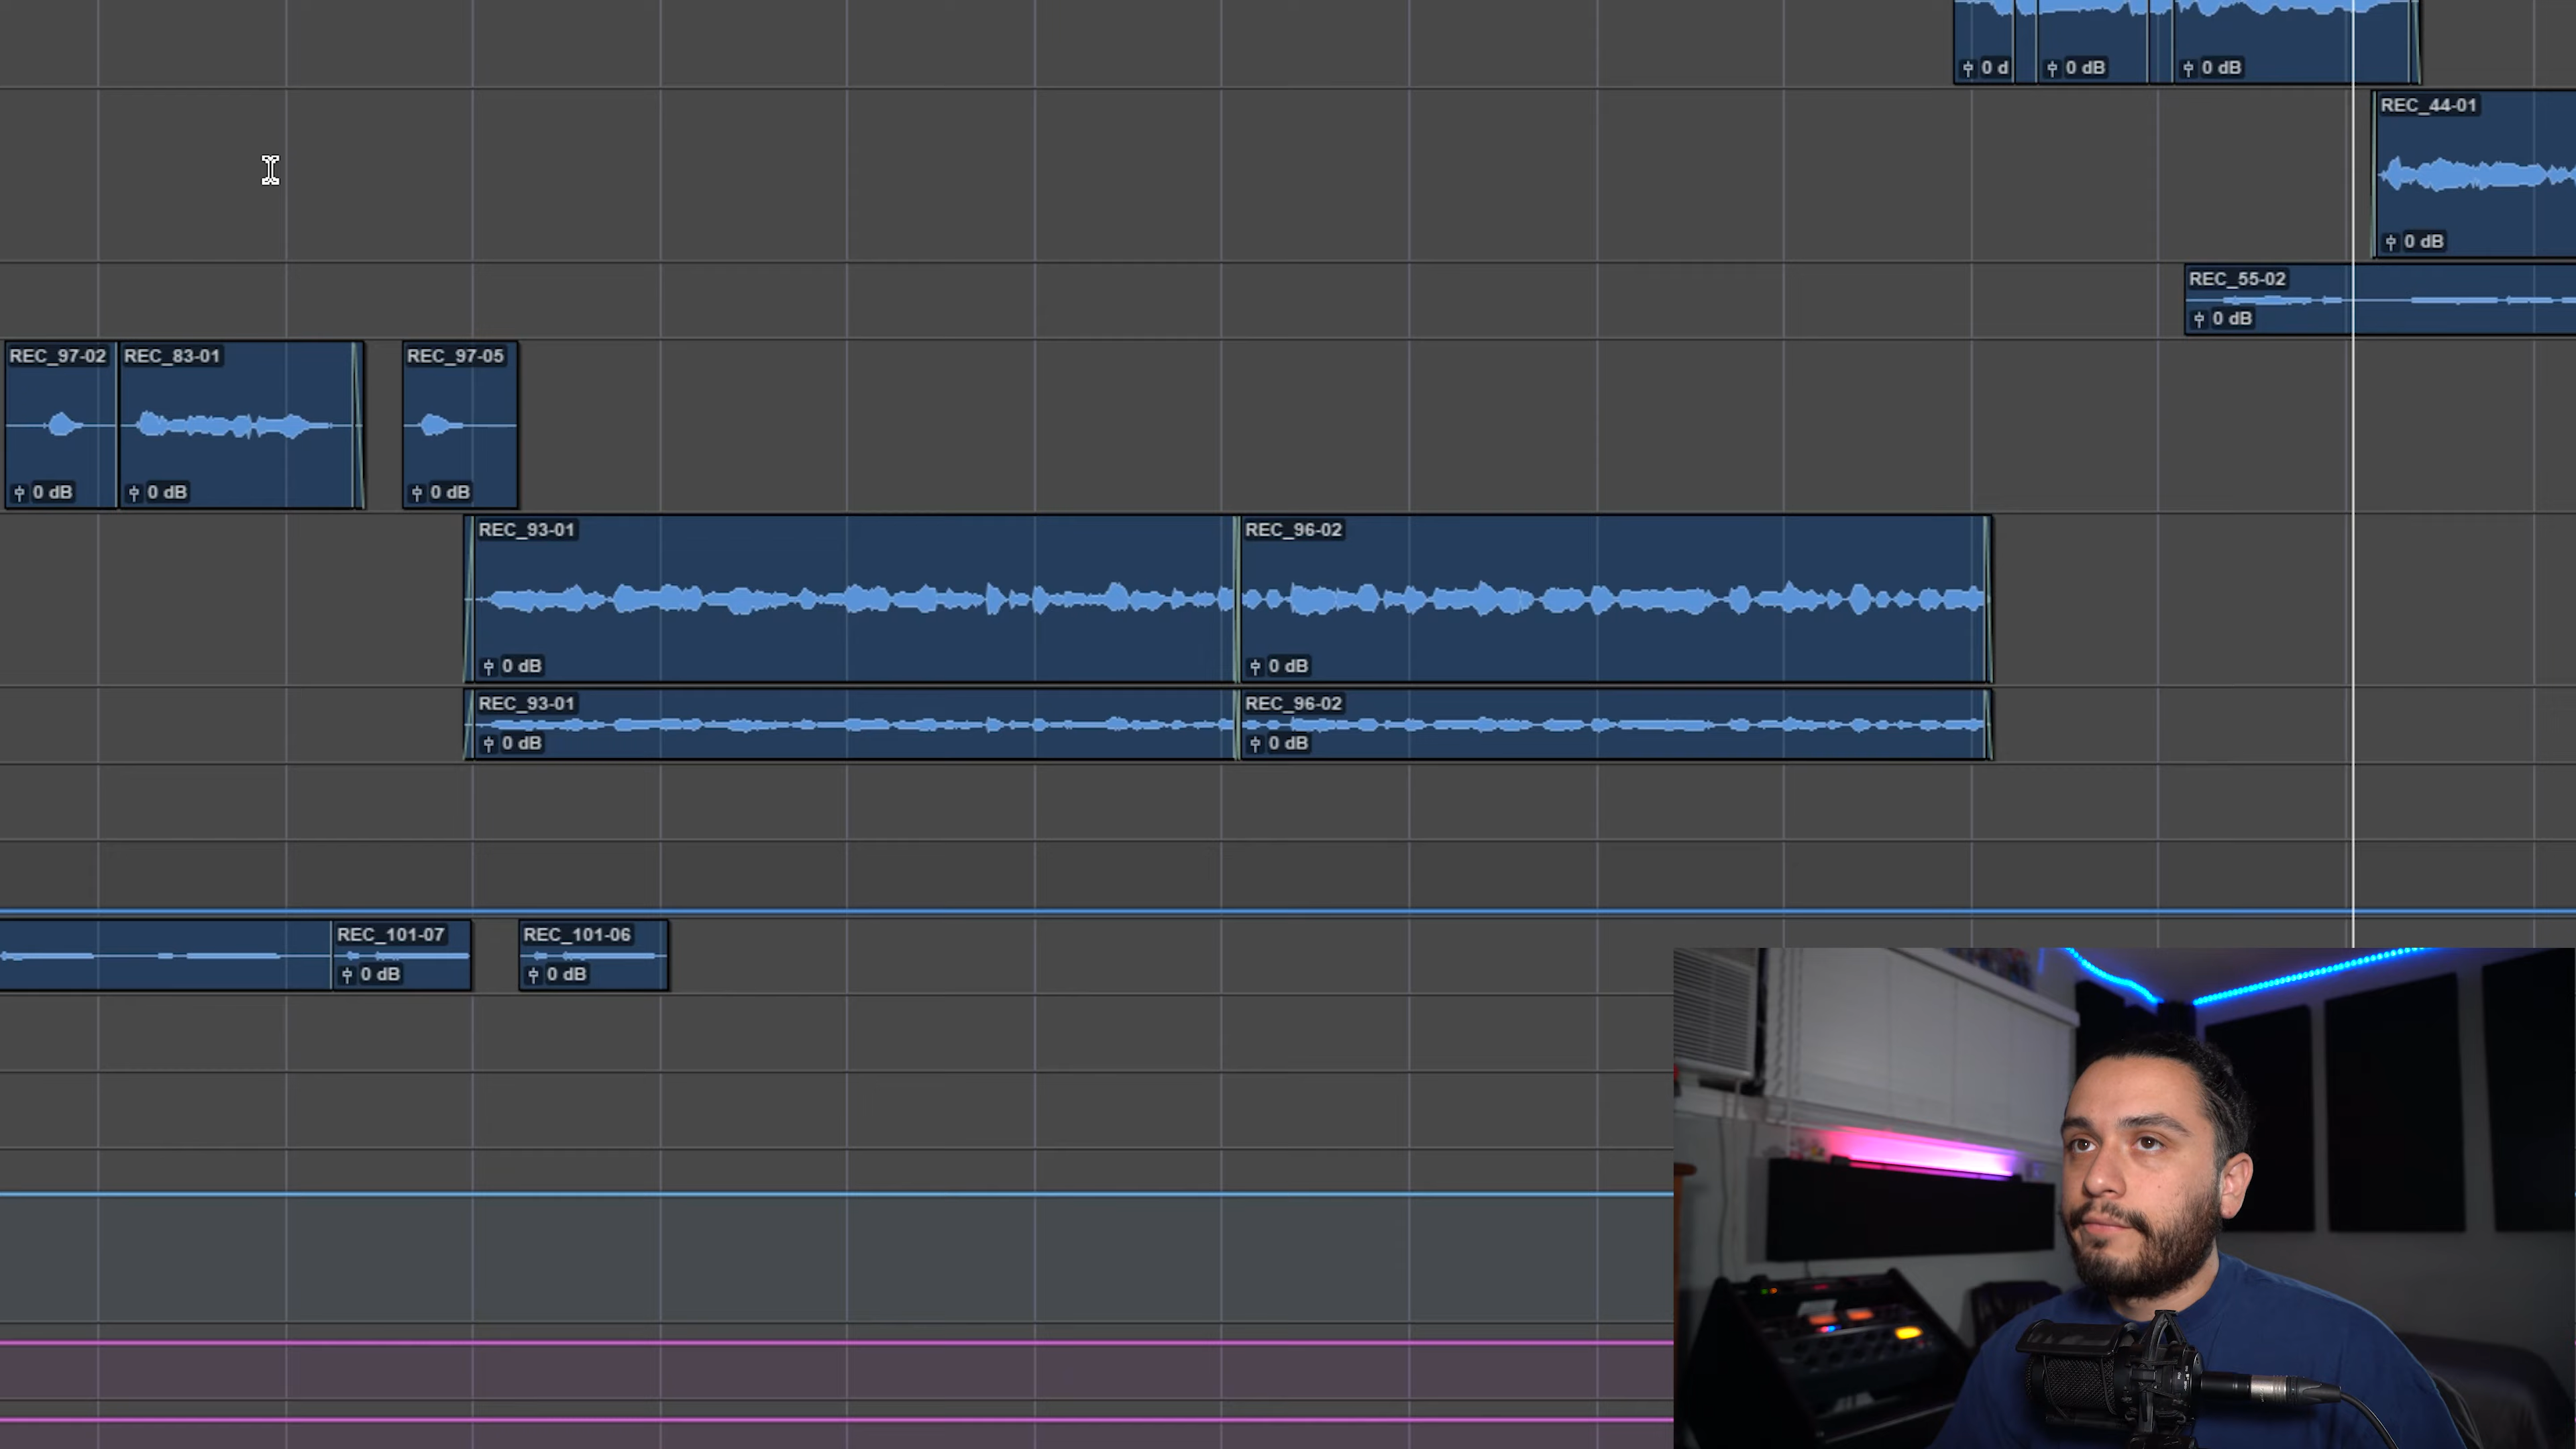 0 d
0 dB
0 dB
REC_44-01
0 dB
REC_55-02
0 dB
REC_97-02
REC_83-01
REC_97-05
0 dB
0 dB
0 dB
REC_93-01
REC_96-02
0 dB
0 dB
REC_93-01
REC_96-02
0 dB
0 dB
REC_101-07
REC_101-06
0 dB
0 dB